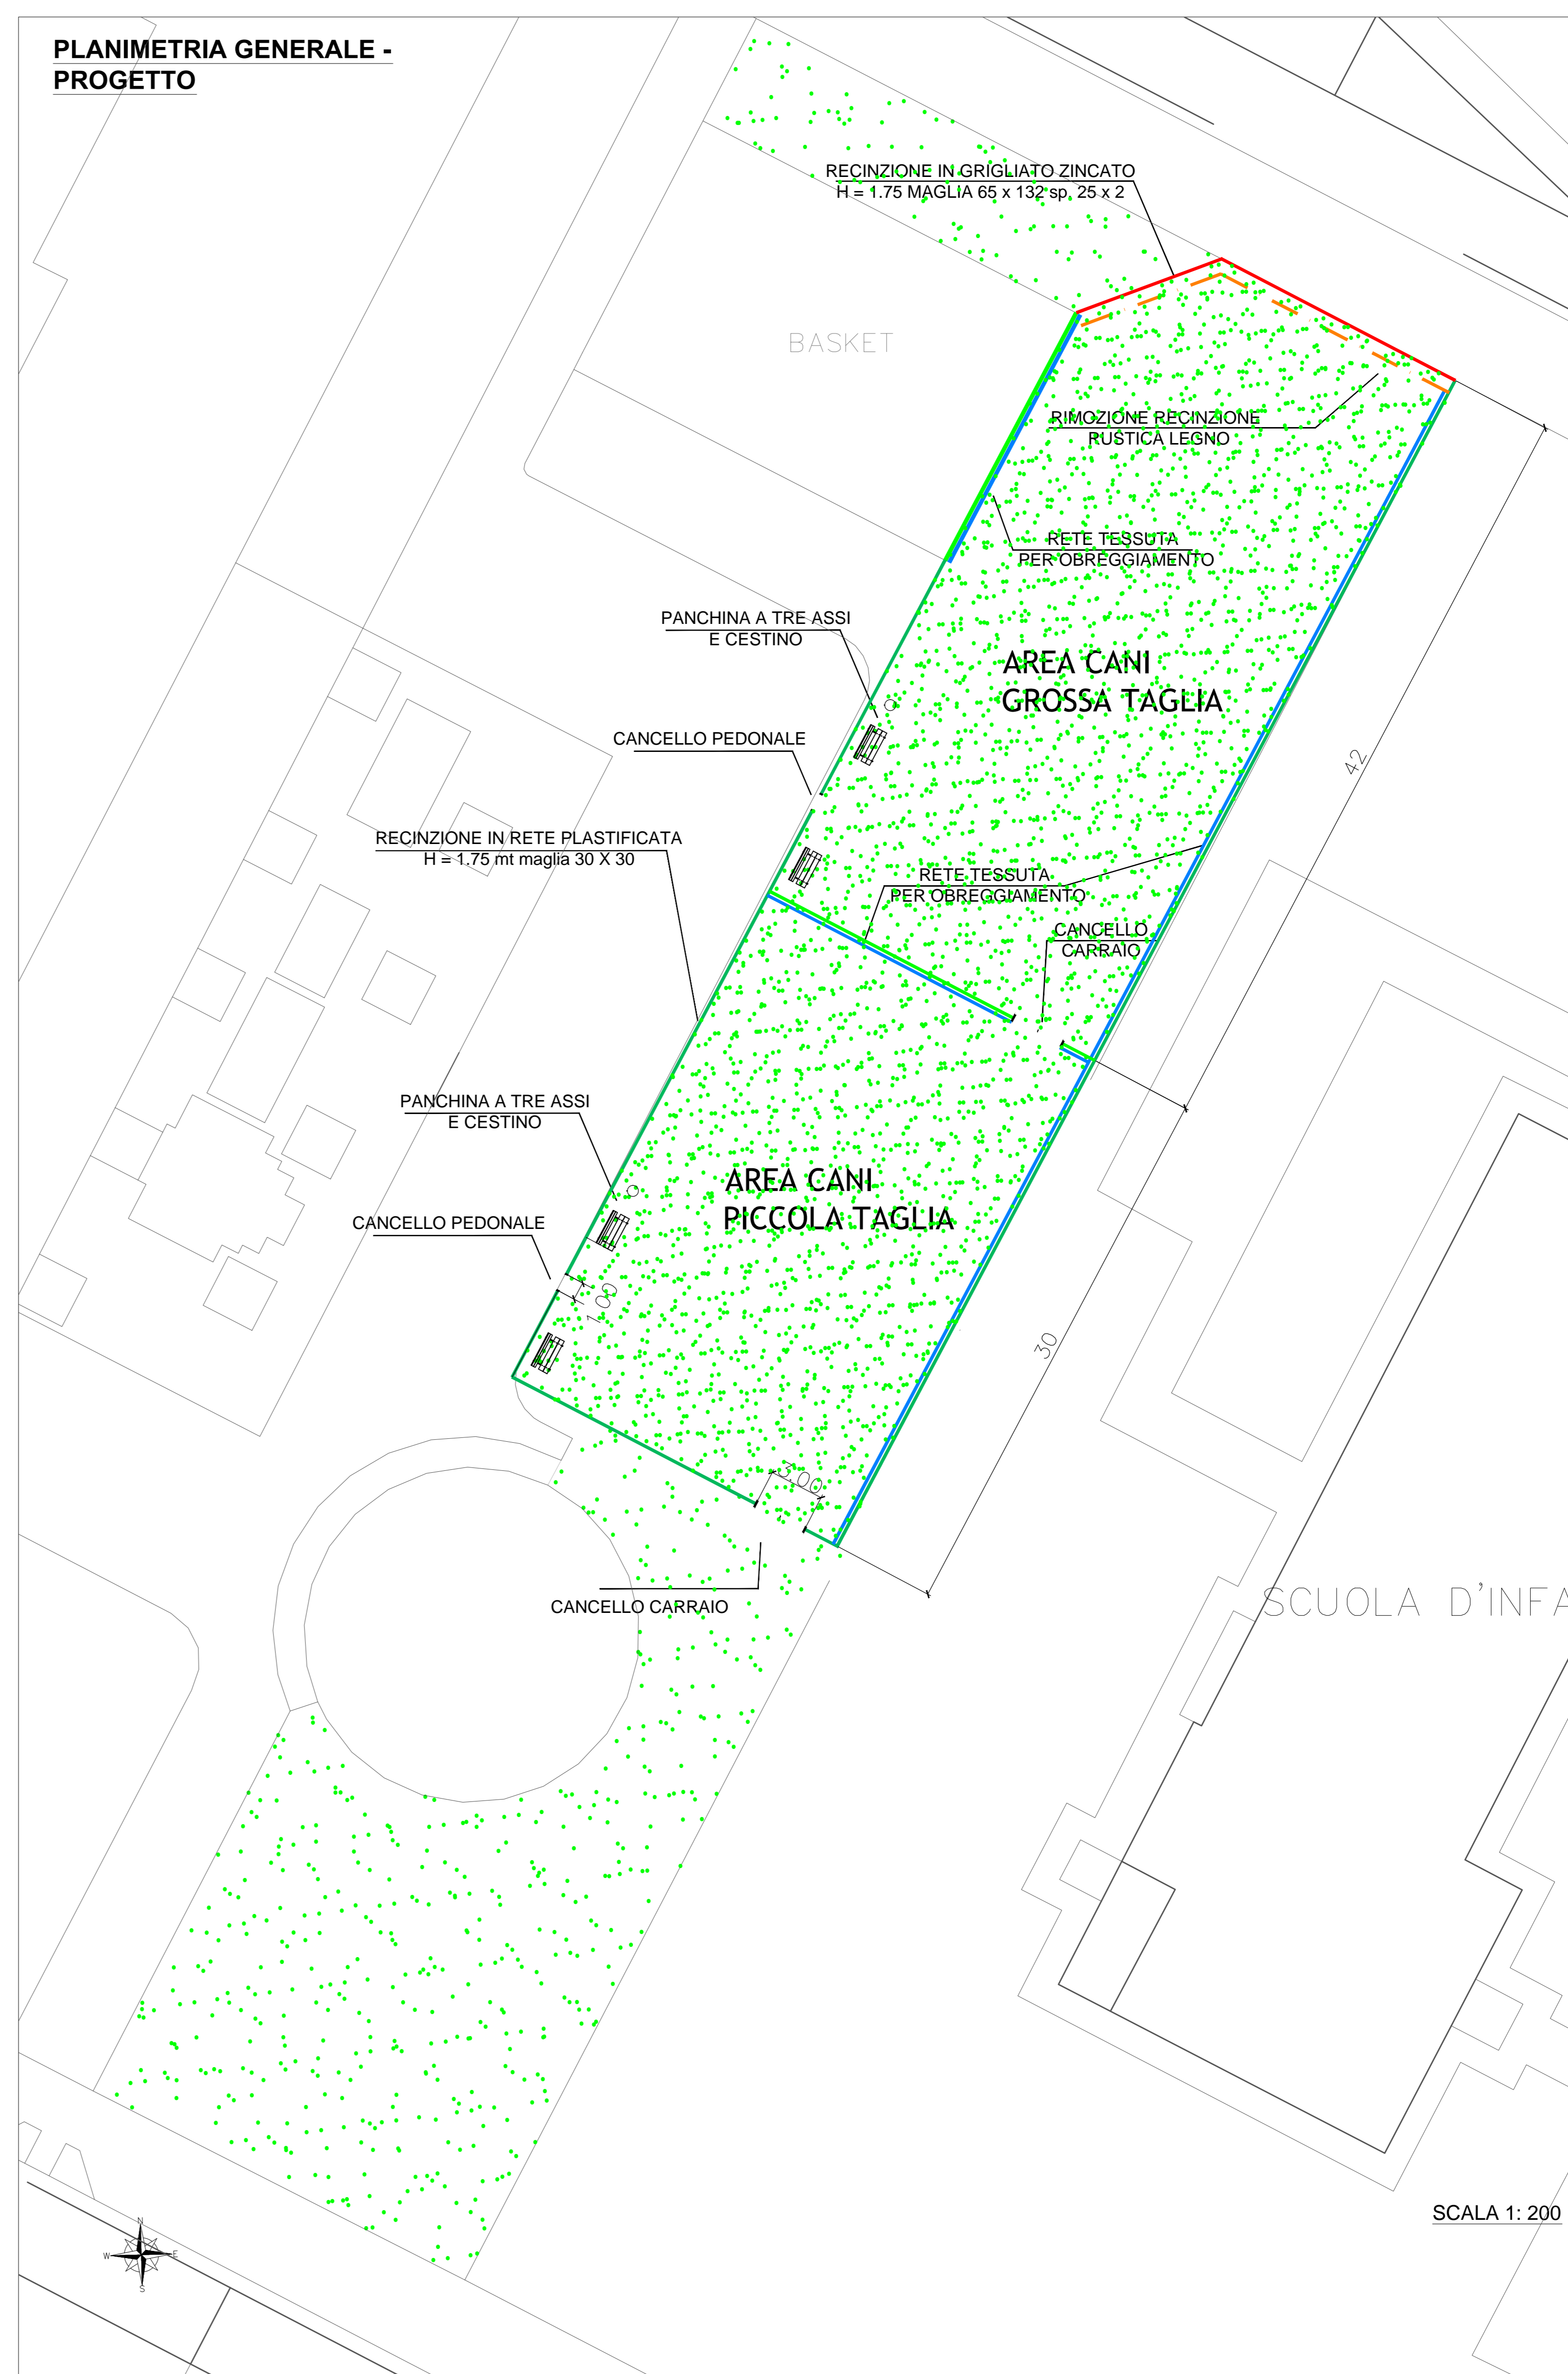 PLANIMETRIA GENERALE -
PROGETTO
RECINZIONE IN GRIGLIATO ZINCATO
H = 1.75 MAGLIA 65 x 132 sp. 25 x 2
BASKET
RIMOZIONE RECINZIONE
RUSTICA LEGNO
RETE TESSUTA
PER OBREGGIAMENTO
PANCHINA A TRE ASSI
E CESTINO
AREA CANI
GROSSA TAGLIA
CANCELLO PEDONALE
42
RECINZIONE IN RETE PLASTIFICATA
H = 1.75 mt maglia 30 X 30
RETE TESSUTA
PER OBREGGIAMENTO
CANCELLO
CARRAIO
PANCHINA A TRE ASSI
E CESTINO
AREA CANI
PICCOLA TAGLIA
CANCELLO PEDONALE
1.00
30
3.00
CANCELLO CARRAIO
SCUOLA D'INFA
SCALA 1: 200
N
W
E
S